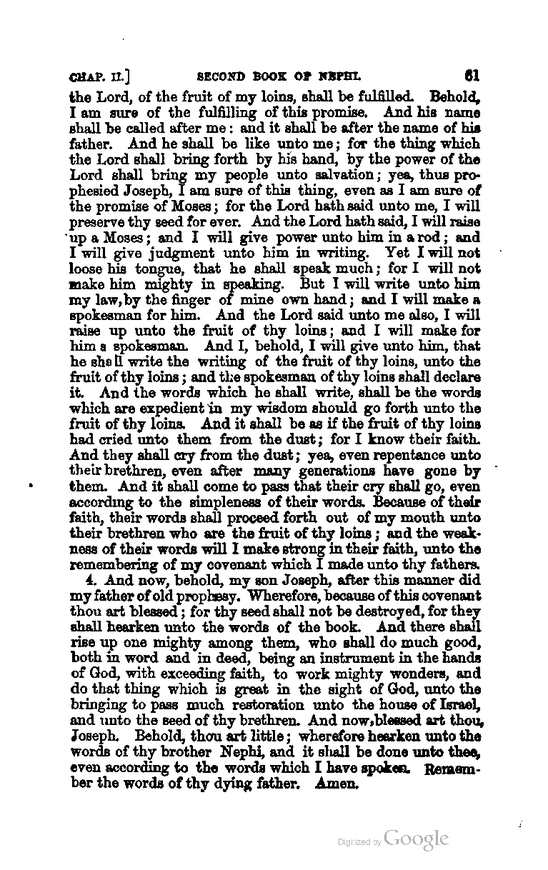 CHAP. II.] SECOND BOOK OF NEPHI. 61
the Lord, of the fruit of my loins, shall be fulfilled. Behold,
I am sure of the fulfilling of this promise. And his name
shall be called after me: and it shall be after the name of his
father. And he shall be like unto me; for the thing which
the Lord shall bring forth by his hand, by the power of the
Lord shall bring my people unto salvation; yea, thus pro-
phesied Joseph, I am sure of this thing, even as I am sure of
the promise of Moses; for the Lord hath said unto me, I will
preserve thy seed for ever. And the Lord hath said, I will raise
up a Moses; and I will give power unto him in a rod; and
I will give judgment unto him in writing. Yet I will not
loose his tongue, that he shall speak much; for I will not
make him mighty in speaking. But I will write unto him
my law, by the finger of mine own hand; and I will make a
spokesman for him. And the Lord said unto me also, I will
raise up unto the fruit of thy loins; and I will make for
him a spokesman. And I, behold, I will give unto him, that
he shall write the writing of the fruit of thy loins, unto the
fruit of thy loins; and the spokesman of thy loins shall declare
it. And the words which he shall write, shall be the words
which are expedient in my wisdom should go forth unto the
fruit of thy loins. And it shall be as if the fruit of thy loins
had cried unto them from the dust; for I know their faith.
And they shall cry from the dust; yea, even repentance unto
their brethren, even after many generations have gone by
them. And it shall come to pass that their cry shall go, even
according to the simpleness of their words. Because of their
faith, their words shall proceed forth out of my mouth unto
their brethren who are the fruit of thy loins; and the weak-
ness of their words will I make strong in their faith, unto the
remembering of my covenant which I made unto thy fathers.
4. And now, behold, my son Joseph, after this manner did
my father of old prophesy. Wherefore, because of this covenant
thou art blessed; for thy seed shall not be destroyed, for they
shall hearken unto the words of the book. And there shall
rise up one mighty among them, who shall do much good,
both in word and in deed, being an instrument in the hands
of God, with exceeding faith, to work mighty wonders, and
do that thing which is great in the sight of God, unto the
bringing to pass much restoration unto the house of Israel,
and unto the seed of thy brethren. And now, blessed art thou,
Joseph. Behold, thou art little; wherefore hearken unto the
words of thy brother Nephi, and it shall be done unto thee,
even according to the words which I have spoken. Remem-
ber the words of thy dying father. Amen.
Digitized by Google